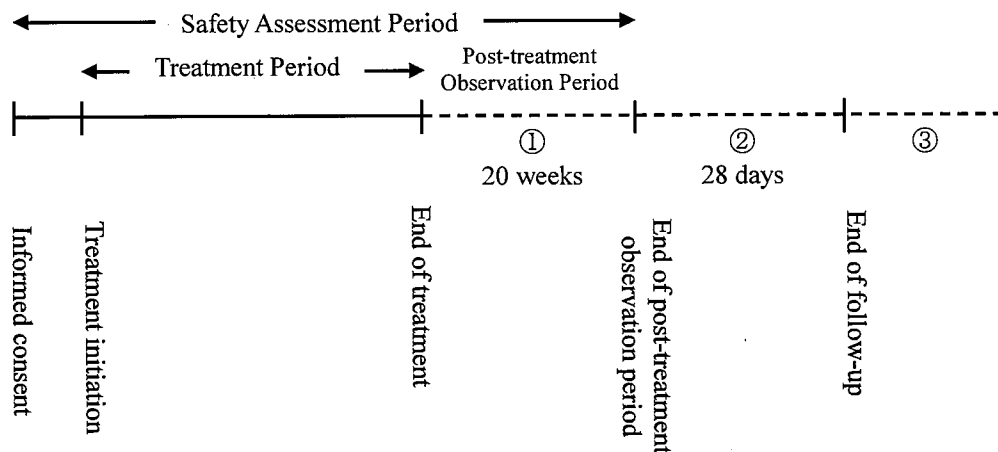 Safety Assessment Period
Treatment Period
Post-treatment
Observation Period
①
②
③
20 weeks
28 days
Informed consent
Treatment initiation
End of treatment
End of post-treatment
observation period
End of follow-up